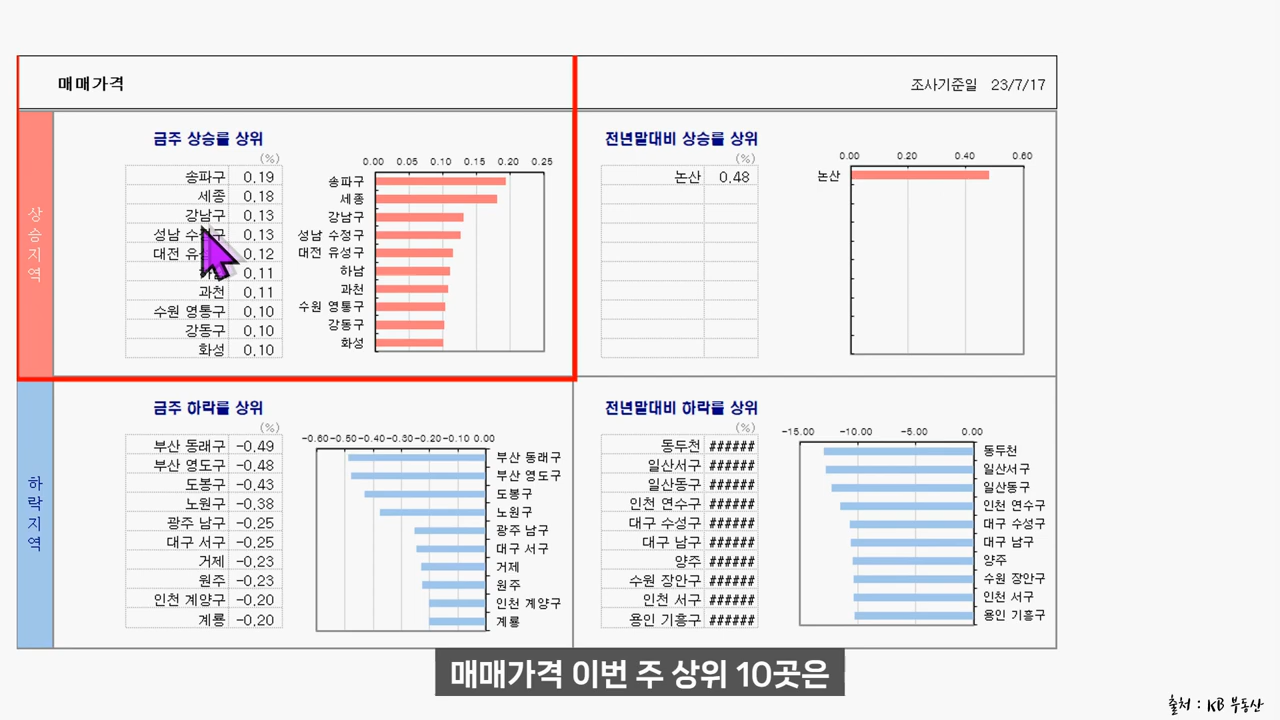 매매가격
조사기준일 23/7/17
상승지역
금주 상승률 상위
(%)
송파구 0.19
세종 0.18
강남구 0.13
성남 수정구 0.13
대전 유성구 0.12
하남 0.11
과천 0.11
수원 영통구 0.10
강동구 0.10
화성 0.10
0.00 0.05 0.10 0.15 0.20 0.25
송파구
세종
강남구
성남 수정구
대전 유성구
하남
과천
수원 영통구
강동구
화성
전년말대비 상승률 상위
(%)
논산 0.48
0.00 0.20 0.40 0.60
논산
하락지역
금주 하락률 상위
(%)
부산 동래구 -0.49
부산 영도구 -0.48
도봉구 -0.43
노원구 -0.38
광주 남구 -0.25
대구 서구 -0.25
거제 -0.23
원주 -0.23
인천 계양구 -0.20
계룡 -0.20
-0.60 -0.50 -0.40 -0.30 -0.20 -0.10 0.00
부산 동래구
부산 영도구
도봉구
노원구
광주 남구
대구 서구
거제
원주
인천 계양구
계룡
전년말대비 하락률 상위
(%)
동두천 ######
일산서구 ######
일산동구 ######
인천 연수구 ######
대구 수성구 ######
대구 남구 ######
양주 ######
수원 장안구 ######
인천 서구 ######
용인 기흥구 ######
-15.00 -10.00 -5.00 0.00
동두천
일산서구
일산동구
인천 연수구
대구 수성구
대구 남구
양주
수원 장안구
인천 서구
용인 기흥구
매매가격 이번 주 상위 10곳은
출처 : KB 부동산